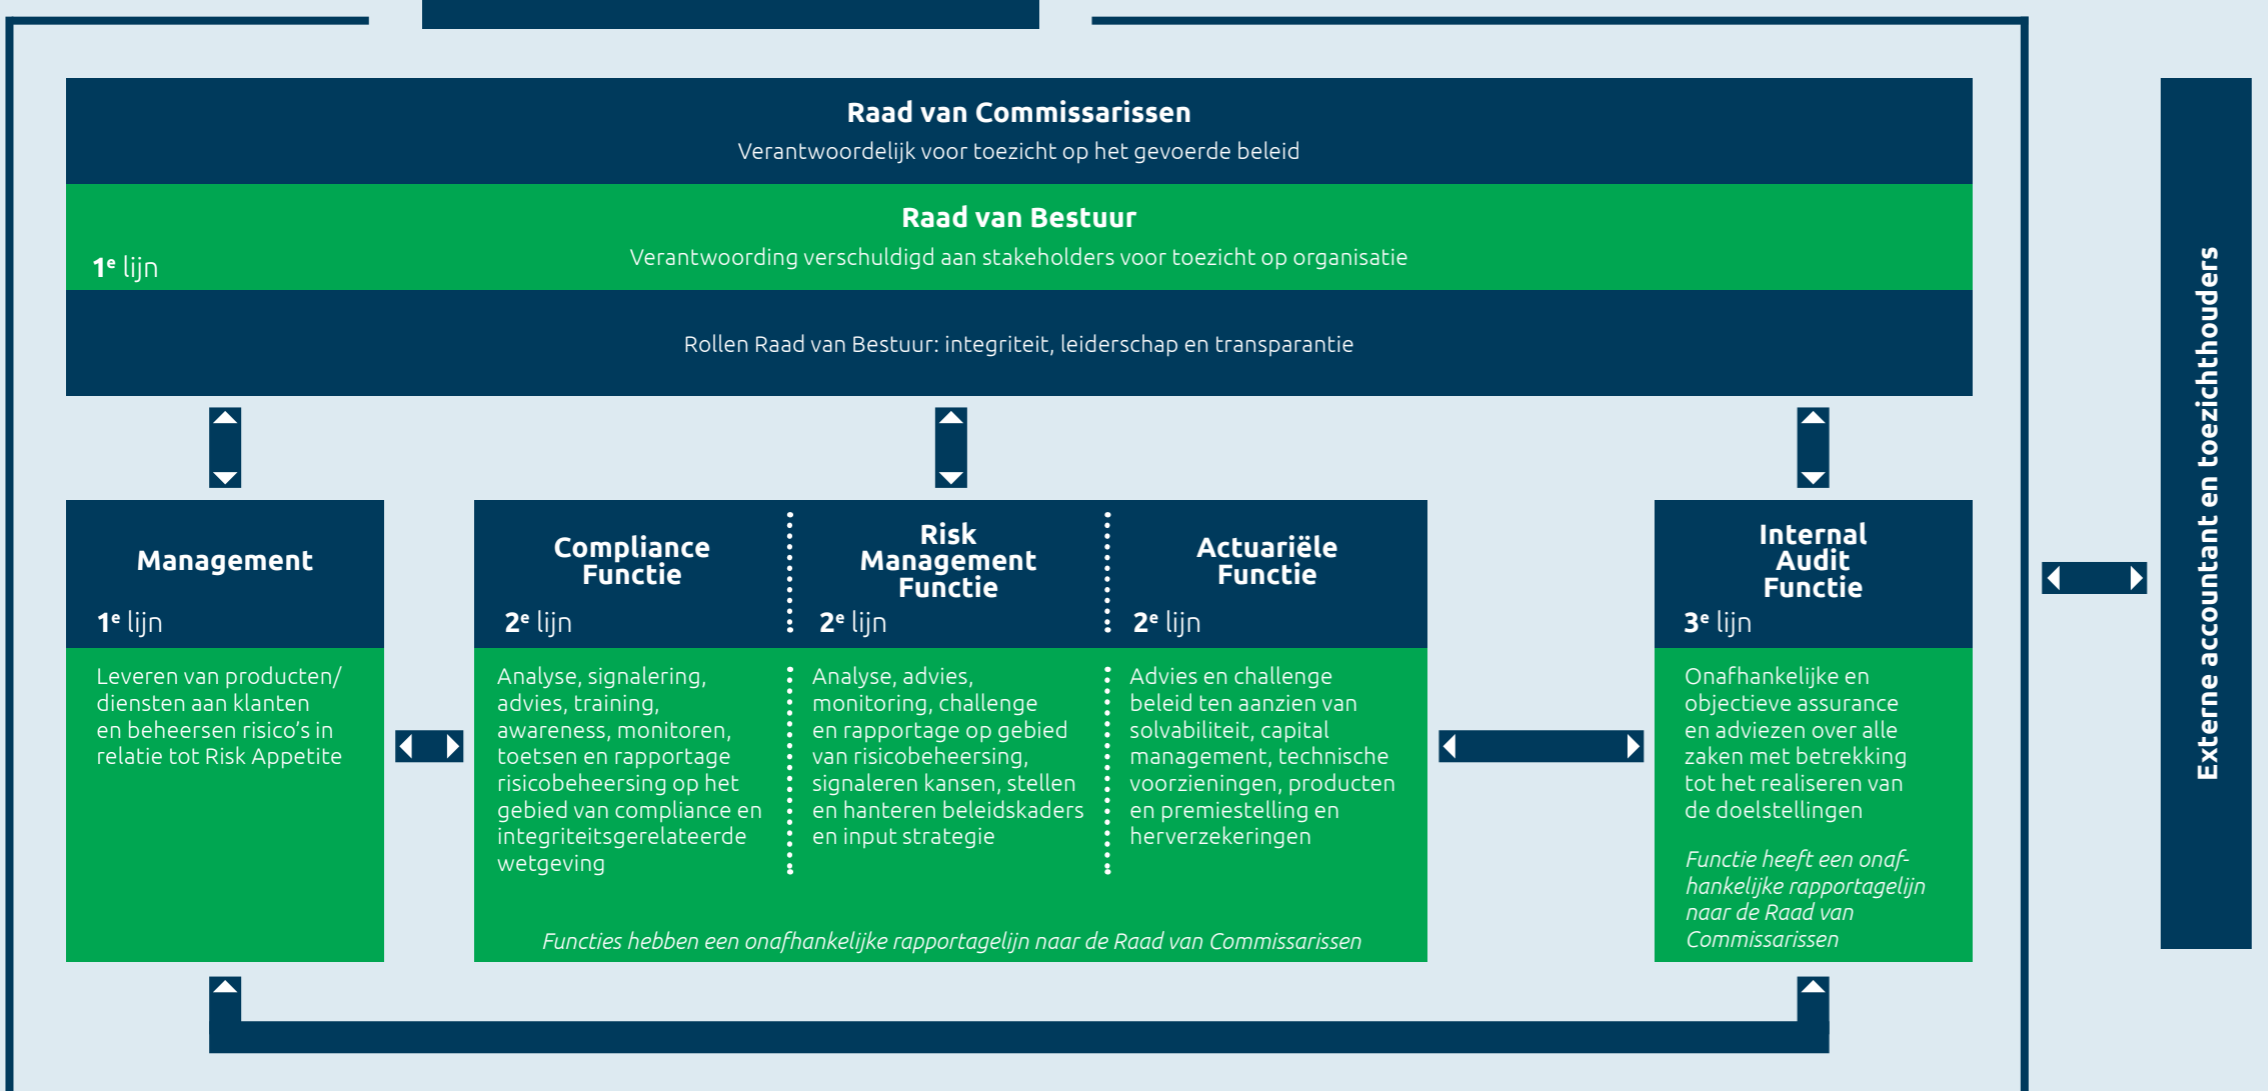 Raad van Commissarissen
Verantwoordelijk voor toezicht op het gevoerde beleid
Raad van Bestuur
Verantwoording verschuldigd aan stakeholders voor toezicht op organisatie
1e lijn
Rollen Raad van Bestuur: integriteit, leiderschap en transparantie
Management
1e lijn
Leveren van producten/
diensten aan klanten
en beheersen risico's in
relatie tot Risk Appetite
Compliance
Functie
2e lijn
Analyse, signalering,
advies, training,
awareness, monitoren,
toetsen en rapportage
risicobeheersing op het
gebied van compliance en
integriteitsgerelateerde
wetgeving
Risk
Management
Functie
2e lijn
Analyse, advies,
monitoring, challenge
en rapportage op gebied
van risicobeheersing,
signaleren kansen, stellen
en hanteren beleidskaders
en input strategie
Actuariële
Functie
2e lijn
Advies en challenge
beleid ten aanzien van
solvabiliteit, capital
management, technische
voorzieningen, producten
en premiestelling en
herverzekeringen
Functies hebben een onafhankelijke rapportagelijn naar de Raad van Commissarissen
Internal
Audit
Functie
3e lijn
Onafhankelijke en
objectieve assurance
en adviezen over alle
zaken met betrekking
tot het realiseren van
de doelstellingen
Functie heeft een onaf-
hankelijke rapportagelijn
naar de Raad van
Commissarissen
Externe accountant en toezichthouders